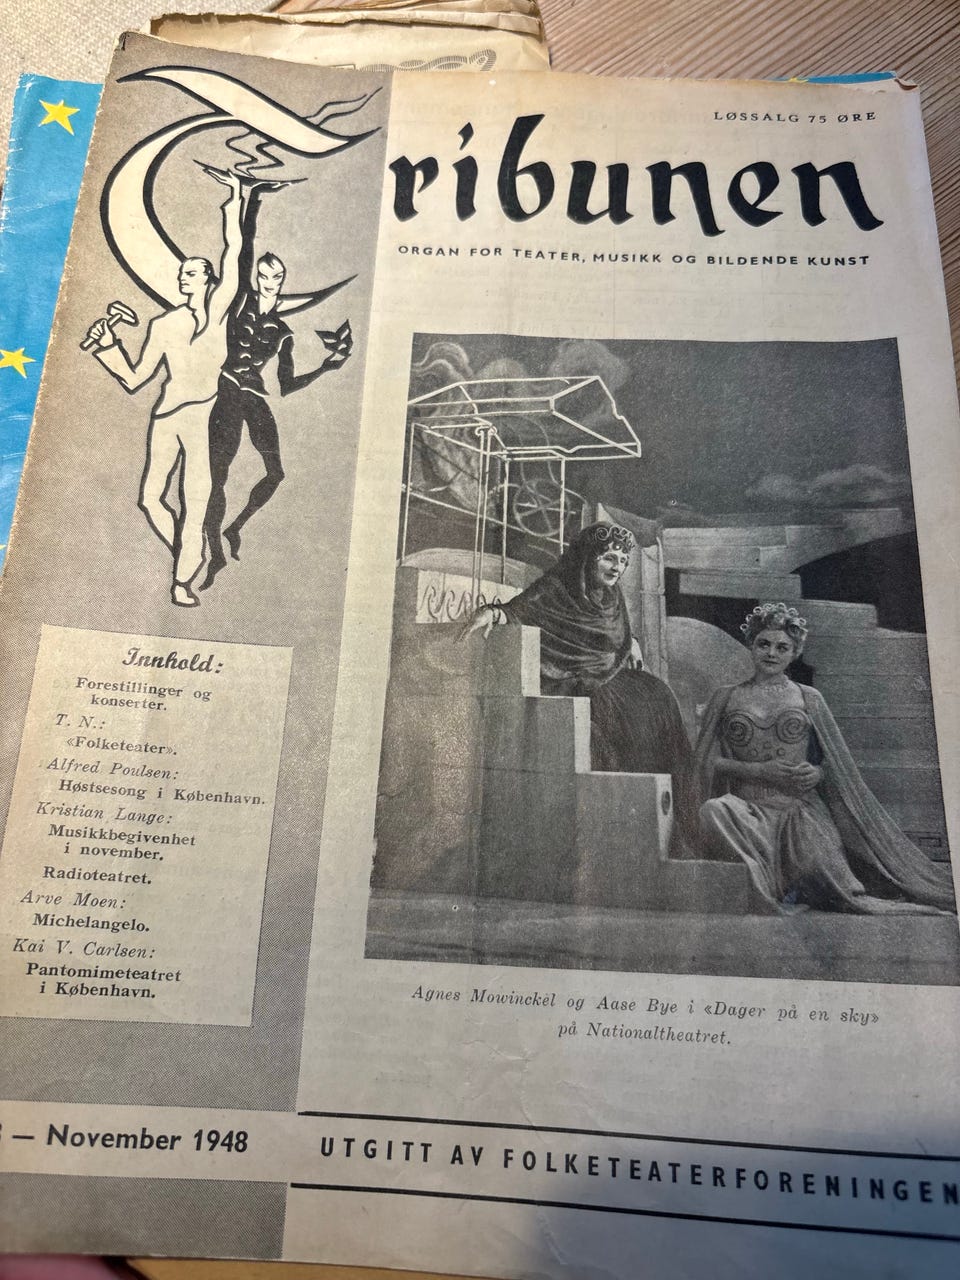 LØSSALG 75 ØRE
Tribunen
ORGAN FOR TEATER, MUSIKK OG BILDENDE KUNST
Innhold:
Forestillinger og
konserter.
T. N.:
«Folketeater».
Alfred Poulsen:
Høstsesong i København.
Kristian Lange:
Musikkbegivenhet
i november.
Radioteatret.
Arve Moen:
Michelangelo.
Kai V. Carlsen:
Pantomimeteatret
i København.
Agnes Mowinckel og Aase Bye i «Dager på en sky»
på Nationaltheatret.
— November 1948
UTGITT AV FOLKETEATERFORENINGEN